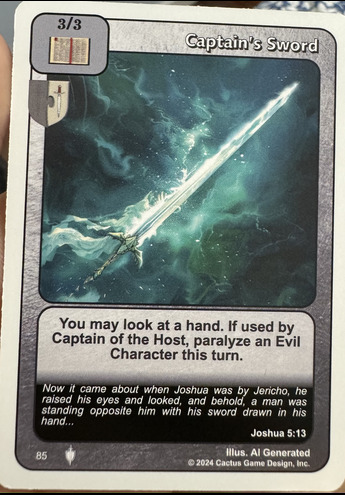 3/3
Captain's Sword
You may look at a hand. If used by
Captain of the Host, paralyze an Evil
Character this turn.
Now it came about when Joshua was by Jericho, he
raised his eyes and looked, and behold, a man was
standing opposite him with his sword drawn in his
hand...
Joshua 5:13
85
Illus. AI Generated
© 2024 Cactus Game Design, Inc.